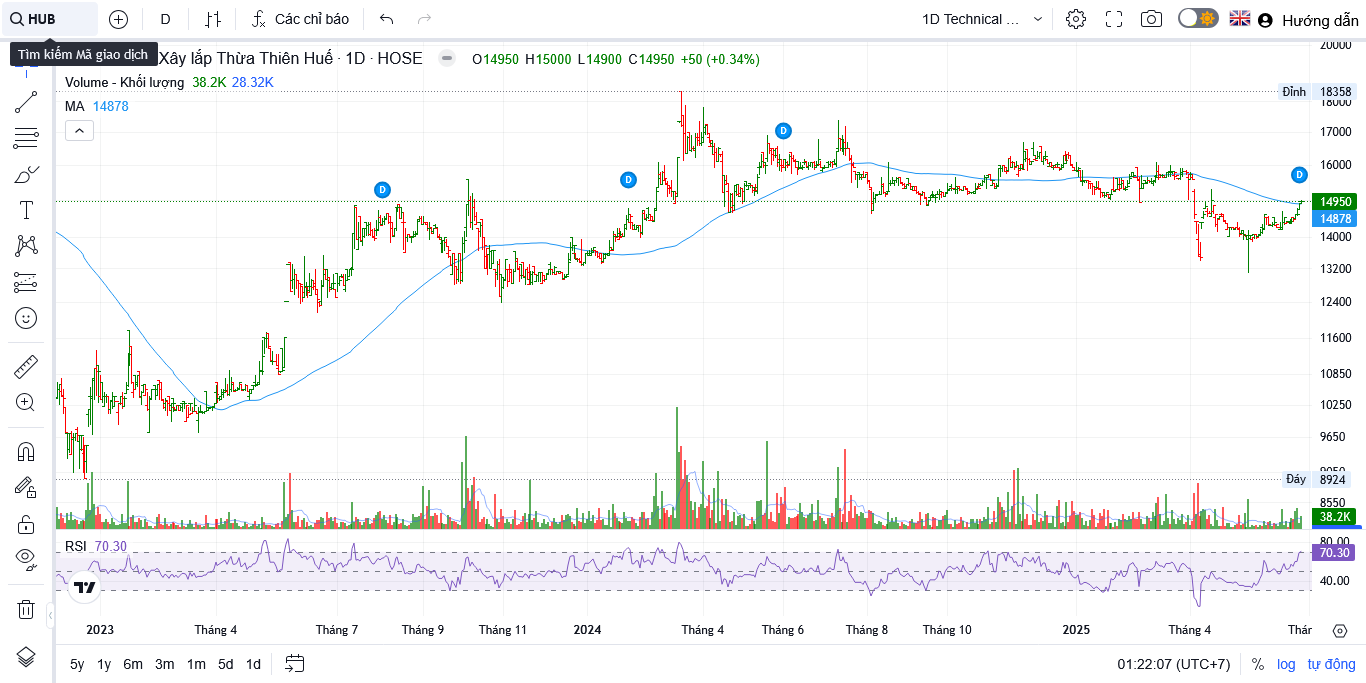 HUB D Các chỉ báo 1D Technical ... Hướng dẫn
Tìm kiếm Mã giao dịch
Xây lắp Thừa Thiên Huế · 1D · HOSE O14950 H15000 L14900 C14950 +50 (+0.34%)
Volume - Khối lượng 38.2K 28.32K
MA 14878
D
D
D
D
20000
Đỉnh 18358
18000
17000
16000
14950
14878
14000
13200
12400
11600
10850
10250
9650
9050
Đáy 8924
8550
38.2K
RSI 70.30
80.00
70.30
40.00
2023 Tháng 4 Tháng 7 Tháng 9 Tháng 11 2024 Tháng 4 Tháng 6 Tháng 8 Tháng 10 2025 Tháng 4 Thár
5y 1y 6m 3m 1m 5d 1d 01:22:07 (UTC+7) % log tự động